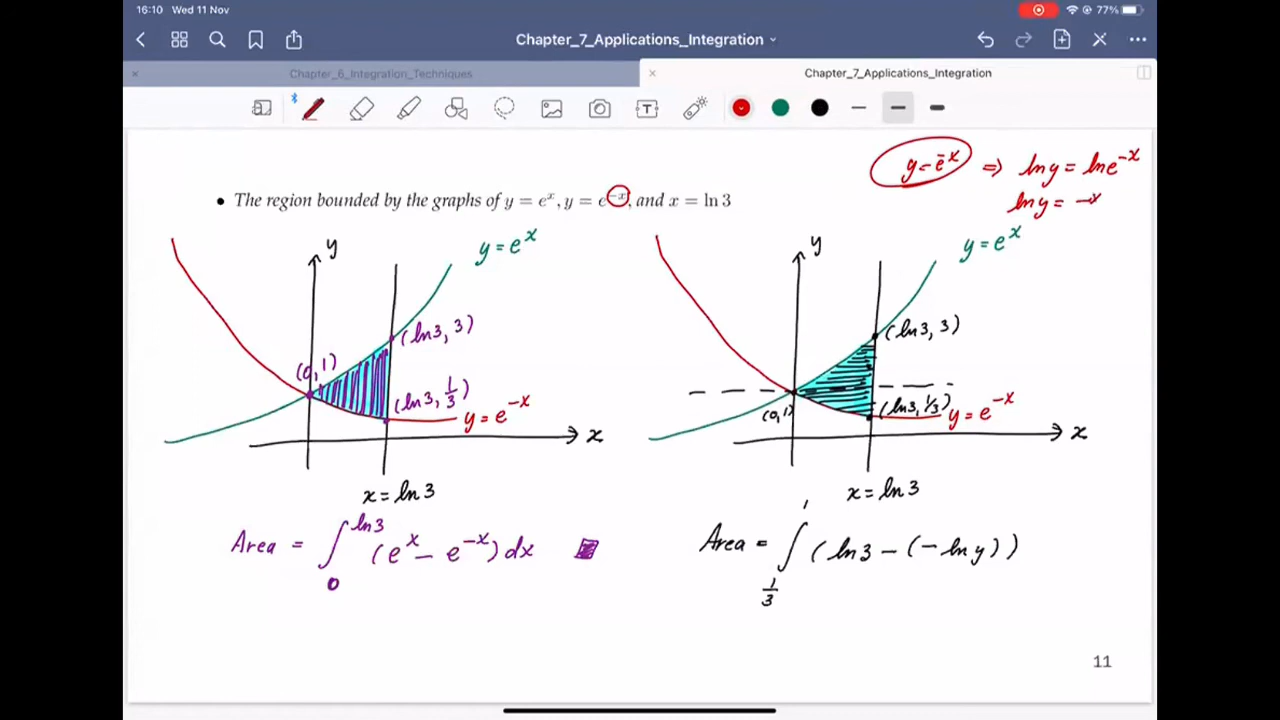 16:10 Wed 11 Nov
77%
Chapter_7_Applications_Integration
Chapter_6_Integration_Techniques
Chapter_7_Applications_Integration
y = e^-x ⇒ ln y = ln e^-x
ln y = -x
• The region bounded by the graphs of y = e^x, y = e^-x, and x = ln 3
y
y = e^x
(ln3, 3)
(0, 1)
(ln3, 1/3)
y = e^-x
x
x = ln 3
y
y = e^x
(ln3, 3)
(0, 1)
(ln3, 1/3)
y = e^-x
x
x = ln 3
Area = ∫_0^ln3 (e^x - e^-x) dx
Area = ∫_1/3^1 (ln3 - (-ln y))
11